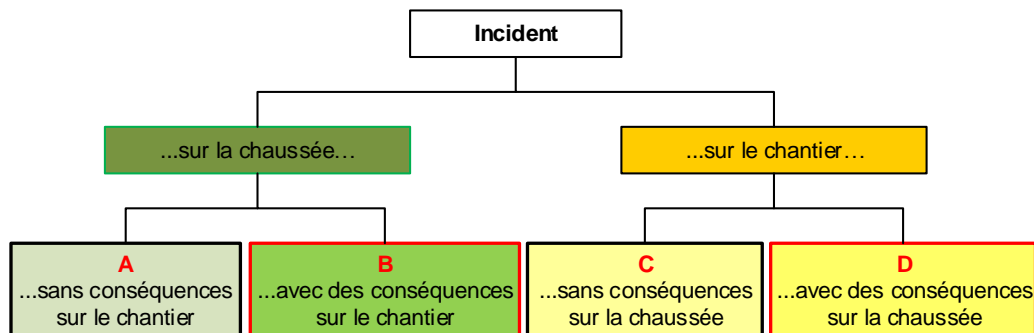 Incident
...sur la chaussée…
...sur le chantier…
A
...sans conséquences
sur le chantier
B
...avec des conséquences
sur le chantier
C
...sans conséquences
sur la chaussée
D
...avec des conséquences
sur la chaussée